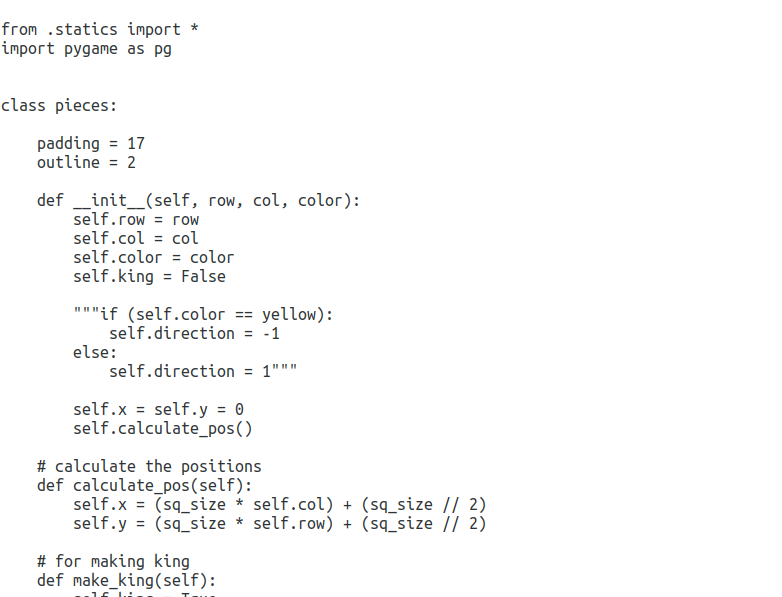 from .statics import *
import pygame as pg
class pieces:
padding = 17
outline = 2
def __init__(self, row, col, color):
self.row = row
self.col = col
self.color = color
self.king = False
"""if (self.color == yellow):
self.direction = -1
else:
self.direction = 1"""
self.x = self.y = 0
self.calculate_pos()
# calculate the positions
def calculate_pos(self):
self.x = (sq_size * self.col) + (sq_size // 2)
self.y = (sq_size * self.row) + (sq_size // 2)
# for making king
def make_king(self):
self.king = True